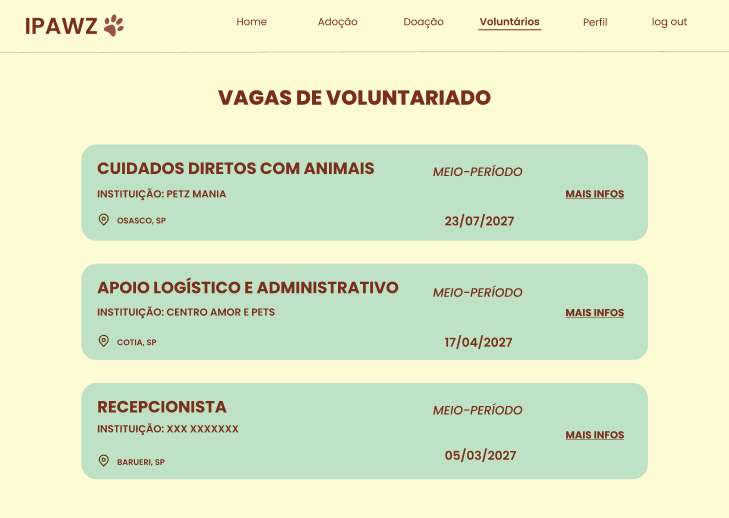 IPAWZ
Home Adoção Doação Voluntários Perfil log out
VAGAS DE VOLUNTARIADO
CUIDADOS DIRETOS COM ANIMAIS
MEIO-PERÍODO
INSTITUIÇÃO: PETZ MANIA
MAIS INFOS
OSASCO, SP
23/07/2027
APOIO LOGÍSTICO E ADMINISTRATIVO
MEIO-PERÍODO
INSTITUIÇÃO: CENTRO AMOR E PETS
MAIS INFOS
COTIA, SP
17/04/2027
RECEPCIONISTA
MEIO-PERÍODO
INSTITUIÇÃO: XXX XXXXXXX
MAIS INFOS
BARUERI, SP
05/03/2027